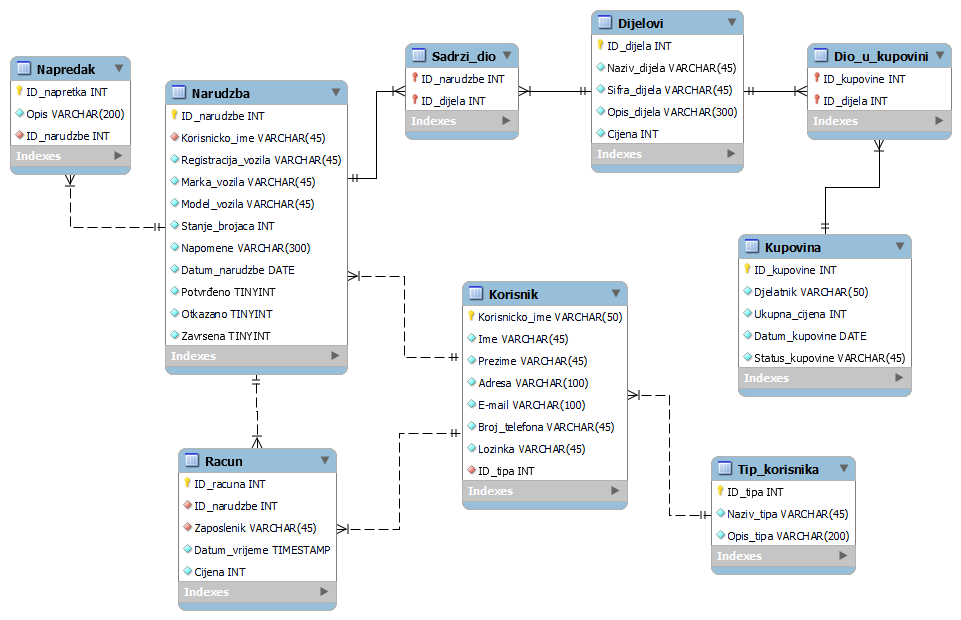 Napredak
ID_napretka INT
Opis VARCHAR(200)
ID_narudzbe INT
Indexes
Narudzba
ID_narudzbe INT
Korisnicko_ime VARCHAR(45)
Registracija_vozila VARCHAR(45)
Marka_vozila VARCHAR(45)
Model_vozila VARCHAR(45)
Stanje_brojaca INT
Napomene VARCHAR(300)
Datum_narudzbe DATE
Potvrđeno TINYINT
Otkazano TINYINT
Zavrsena TINYINT
Indexes
Sadrzi_dio
ID_narudzbe INT
ID_dijela INT
Indexes
Dijelovi
ID_dijela INT
Naziv_dijela VARCHAR(45)
Sifra_dijela VARCHAR(45)
Opis_dijela VARCHAR(300)
Cijena INT
Indexes
Dio_u_kupovini
ID_kupovine INT
ID_dijela INT
Indexes
Kupovina
ID_kupovine INT
Djelatnik VARCHAR(50)
Ukupna_cijena INT
Datum_kupovine DATE
Status_kupovine VARCHAR(45)
Indexes
Korisnik
Korisnicko_ime VARCHAR(50)
Ime VARCHAR(45)
Prezime VARCHAR(45)
Adresa VARCHAR(100)
E-mail VARCHAR(100)
Broj_telefona VARCHAR(45)
Lozinka VARCHAR(45)
ID_tipa INT
Indexes
Racun
ID_racuna INT
ID_narudzbe INT
Zaposlenik VARCHAR(45)
Datum_vrijeme TIMESTAMP
Cijena INT
Indexes
Tip_korisnika
ID_tipa INT
Naziv_tipa VARCHAR(45)
Opis_tipa VARCHAR(200)
Indexes